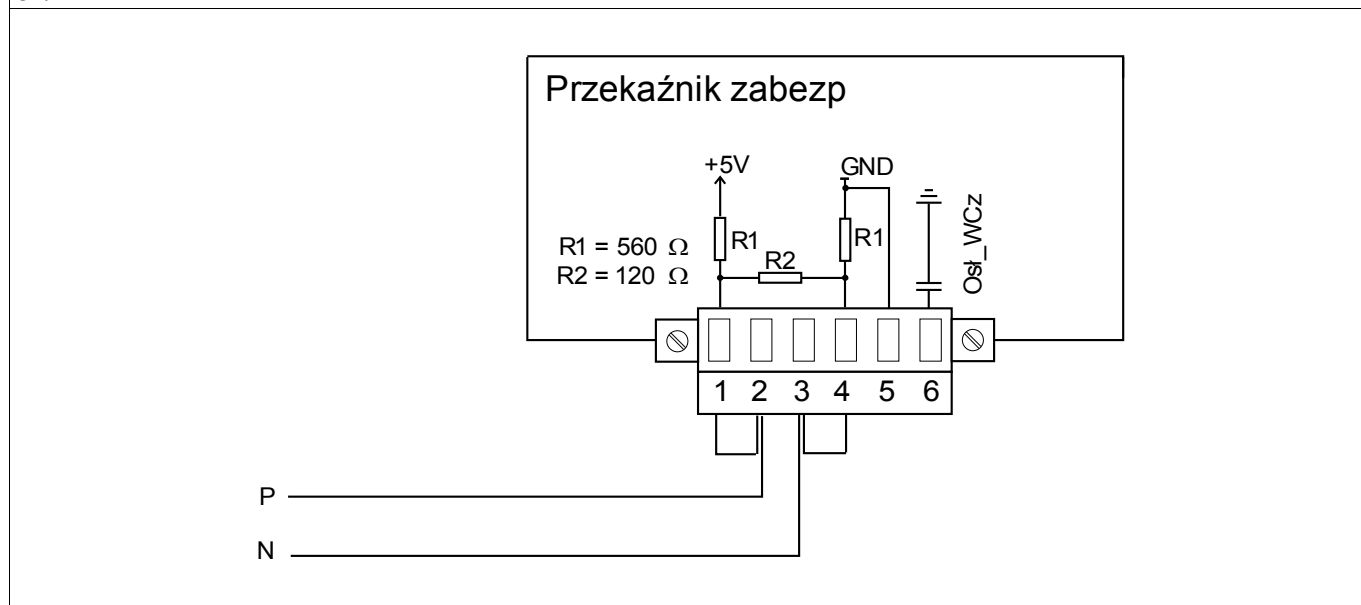 Przekaźnik zabezp
+5V
GND
R1
R1
R2
R1 = 560 Ω
R2 = 120 Ω
Osł_WCz
1 2 3 4 5 6
P
N